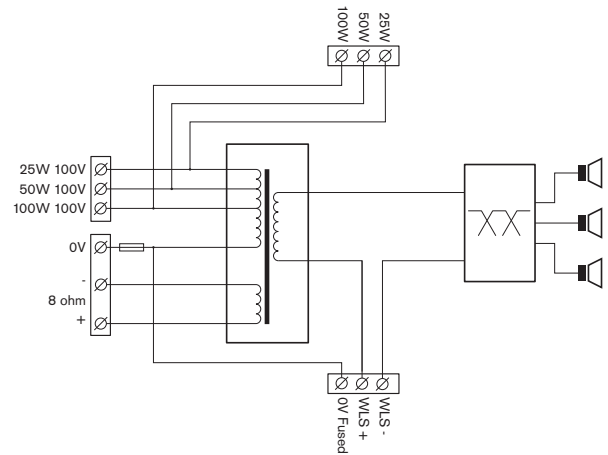 100W
50W
25W
25W 100V
50W 100V
100W 100V
0V
-
8 ohm
+
0V Fused
WLS +
WLS -